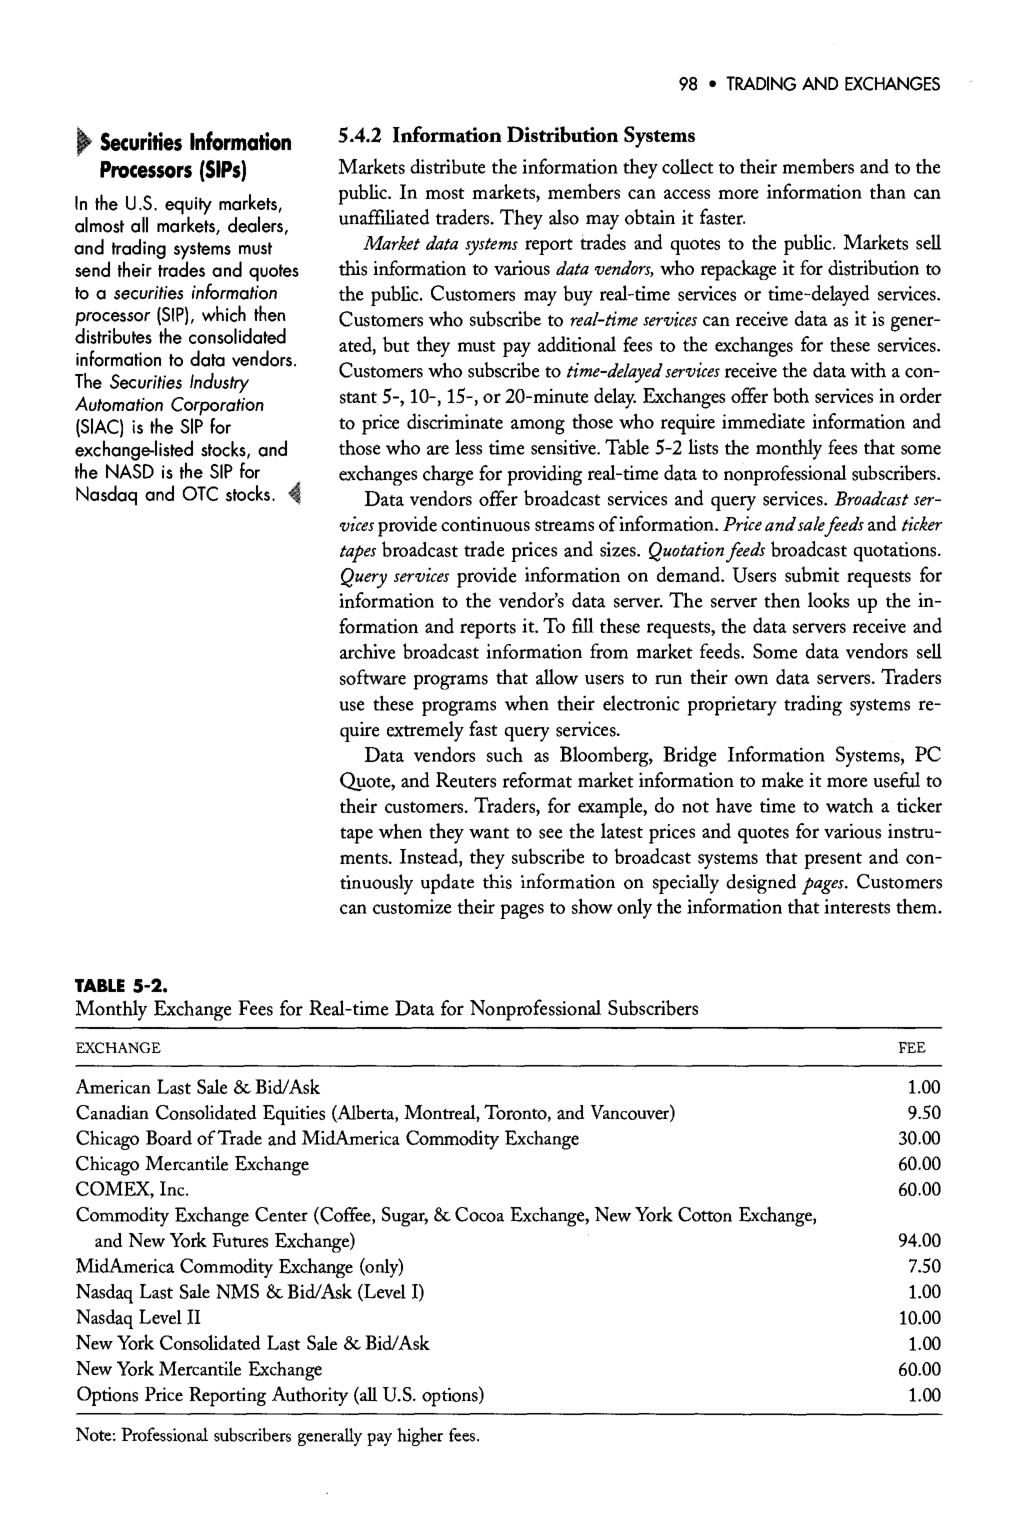 98 • TRADING AND EXCHANGES
Securities Information
Processors (SIPs)
In the U.S. equity markets,
almost all markets, dealers,
and trading systems must
send their trades and quotes
to a securities information
processor (SIP), which then
distributes the consolidated
information to data vendors.
The Securities Industry
Automation Corporation
(SIAC) is the SIP for
exchange-listed stocks, and
the NASD is the SIP for
Nasdaq and OTC stocks.
5.4.2 Information Distribution Systems
Markets distribute the information they collect to their members and to the
public. In most markets, members can access more information than can
unaffiliated traders. They also may obtain it faster.
Market data systems report trades and quotes to the public. Markets sell
this information to various data vendors, who repackage it for distribution to
the public. Customers may buy real-time services or time-delayed services.
Customers who subscribe to real-time services can receive data as it is gener-
ated, but they must pay additional fees to the exchanges for these services.
Customers who subscribe to time-delayed services receive the data with a con-
stant 5-, 10-, 15-, or 20-minute delay. Exchanges offer both services in order
to price discriminate among those who require immediate information and
those who are less time sensitive. Table 5-2 lists the monthly fees that some
exchanges charge for providing real-time data to nonprofessional subscribers.
Data vendors offer broadcast services and query services. Broadcast ser-
vices provide continuous streams of information. Price and sale feeds and ticker
tapes broadcast trade prices and sizes. Quotation feeds broadcast quotations.
Query services provide information on demand. Users submit requests for
information to the vendor's data server. The server then looks up the in-
formation and reports it. To fill these requests, the data servers receive and
archive broadcast information from market feeds. Some data vendors sell
software programs that allow users to run their own data servers. Traders
use these programs when their electronic proprietary trading systems re-
quire extremely fast query services.
Data vendors such as Bloomberg, Bridge Information Systems, PC
Quote, and Reuters reformat market information to make it more useful to
their customers. Traders, for example, do not have time to watch a ticker
tape when they want to see the latest prices and quotes for various instru-
ments. Instead, they subscribe to broadcast systems that present and con-
tinuously update this information on specially designed pages. Customers
can customize their pages to show only the information that interests them.
TABLE 5-2.
Monthly Exchange Fees for Real-time Data for Nonprofessional Subscribers
EXCHANGE FEE
American Last Sale & Bid/Ask 1.00
Canadian Consolidated Equities (Alberta, Montreal, Toronto, and Vancouver) 9.50
Chicago Board of Trade and MidAmerica Commodity Exchange 30.00
Chicago Mercantile Exchange 60.00
COMEX, Inc. 60.00
Commodity Exchange Center (Coffee, Sugar, & Cocoa Exchange, New York Cotton Exchange,
and New York Futures Exchange) 94.00
MidAmerica Commodity Exchange (only) 7.50
Nasdaq Last Sale NMS & Bid/Ask (Level I) 1.00
Nasdaq Level II 10.00
New York Consolidated Last Sale & Bid/Ask 1.00
New York Mercantile Exchange 60.00
Options Price Reporting Authority (all U.S. options) 1.00
Note: Professional subscribers generally pay higher fees.